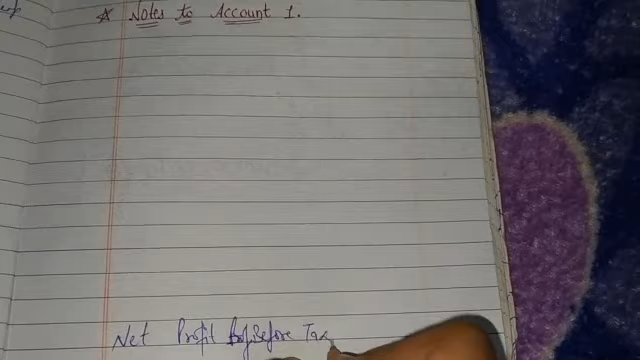 ☆ Notes to Account 1.
Net Profit Before Tax